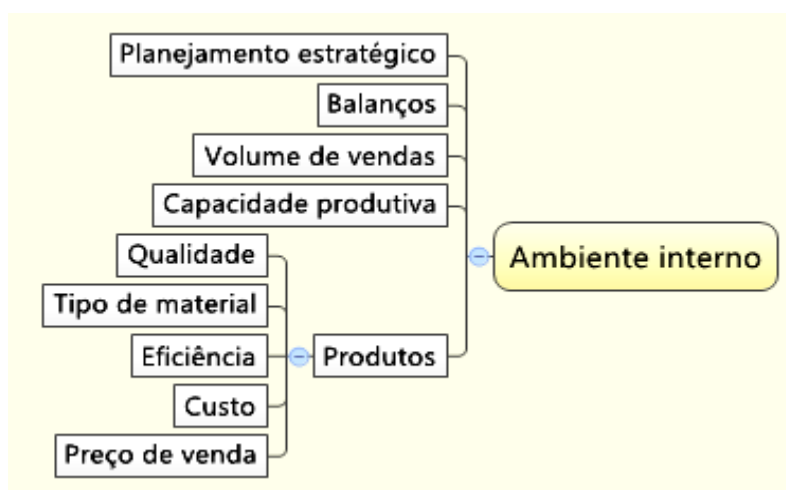 Planejamento estratégico
Balanços
Volume de vendas
Capacidade produtiva
Qualidade
Ambiente interno
Tipo de material
Eficiência
Produtos
Custo
Preço de venda